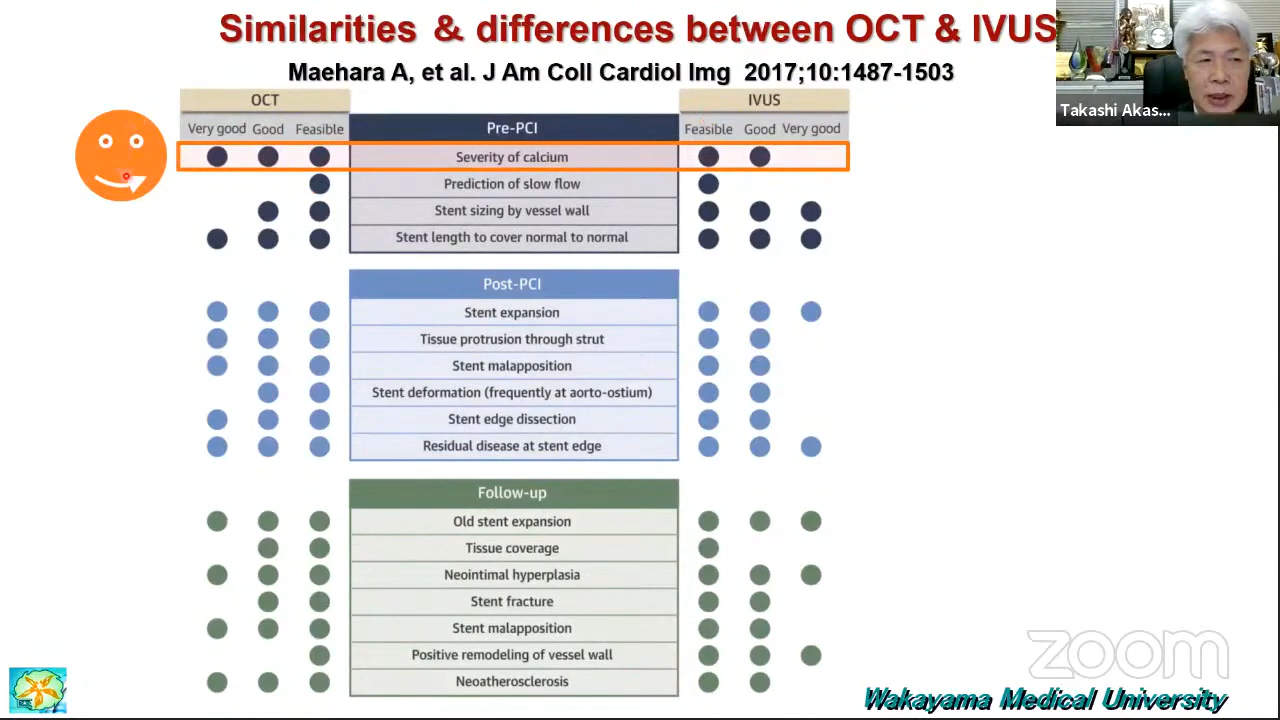 Similarities & differences between OCT & IVUS
Maehara A, et al. J Am Coll Cardiol Img 2017;10:1487-1503
Takashi Akas...
OCT
IVUS
Very good Good Feasible
Pre-PCI
Feasible Good Very good
Severity of calcium
Prediction of slow flow
Stent sizing by vessel wall
Stent length to cover normal to normal
Post-PCI
Stent expansion
Tissue protrusion through strut
Stent malapposition
Stent deformation (frequently at aorto-ostium)
Stent edge dissection
Residual disease at stent edge
Follow-up
Old stent expansion
Tissue coverage
Neointimal hyperplasia
Stent fracture
Stent malapposition
Positive remodeling of vessel wall
Neoatherosclerosis
zoom
Wakayama Medical University